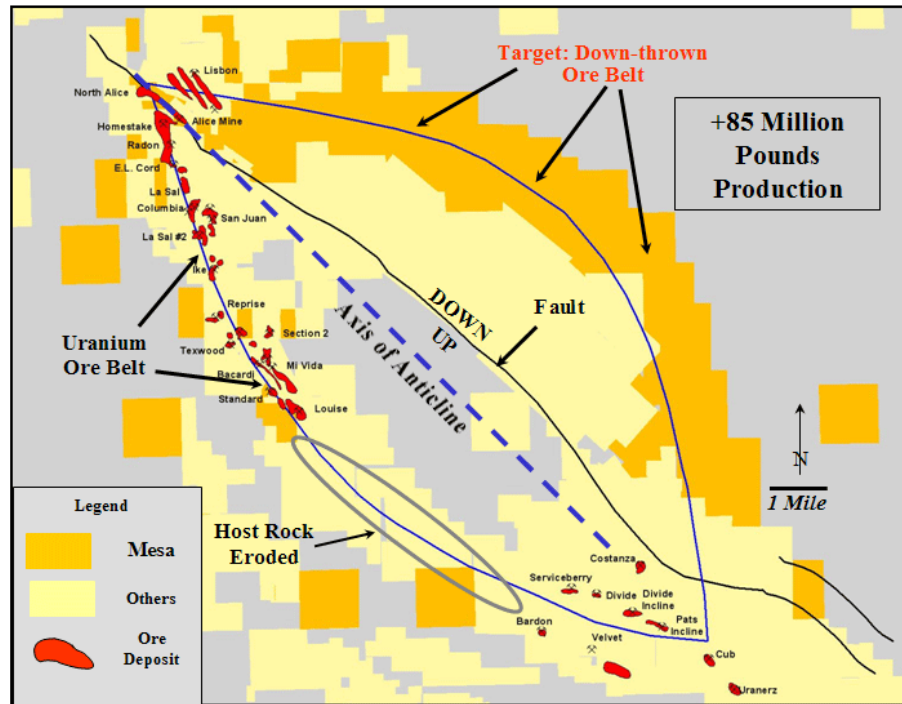 Target: Down-thrown
Ore Belt
+85 Million
Pounds
Production
Lisbon
North Alice
Alice Mine
Homestake
Radon
E.L. Cord
La Sal
Columbia
San Juan
La Sal #2
Ike
Reprise
Section 2
Texwood
Mi Vida
Bacardi
Standard
Louise
Uranium
Ore Belt
DOWN
UP
Fault
Axis of Anticline
N
1 Mile
Host Rock
Eroded
Costanza
Serviceberry
Divide
Divide
Incline
Pats
Incline
Bardon
Velvet
Cub
Uranerz
Legend
Mesa
Others
Ore
Deposit